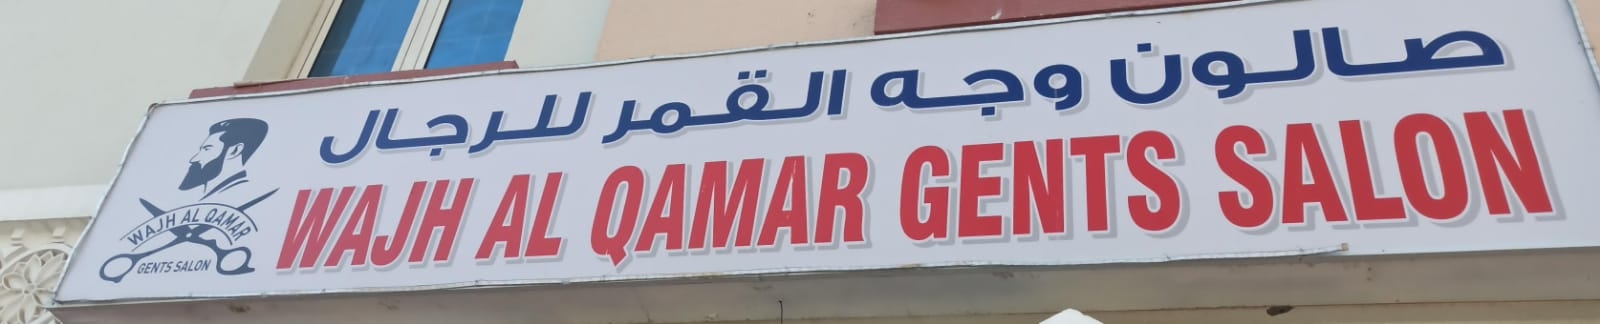 صالون وجه القمر للرجال
WAJH AL QAMAR GENTS SALON
WAJH AL QAMAR
GENTS SALON